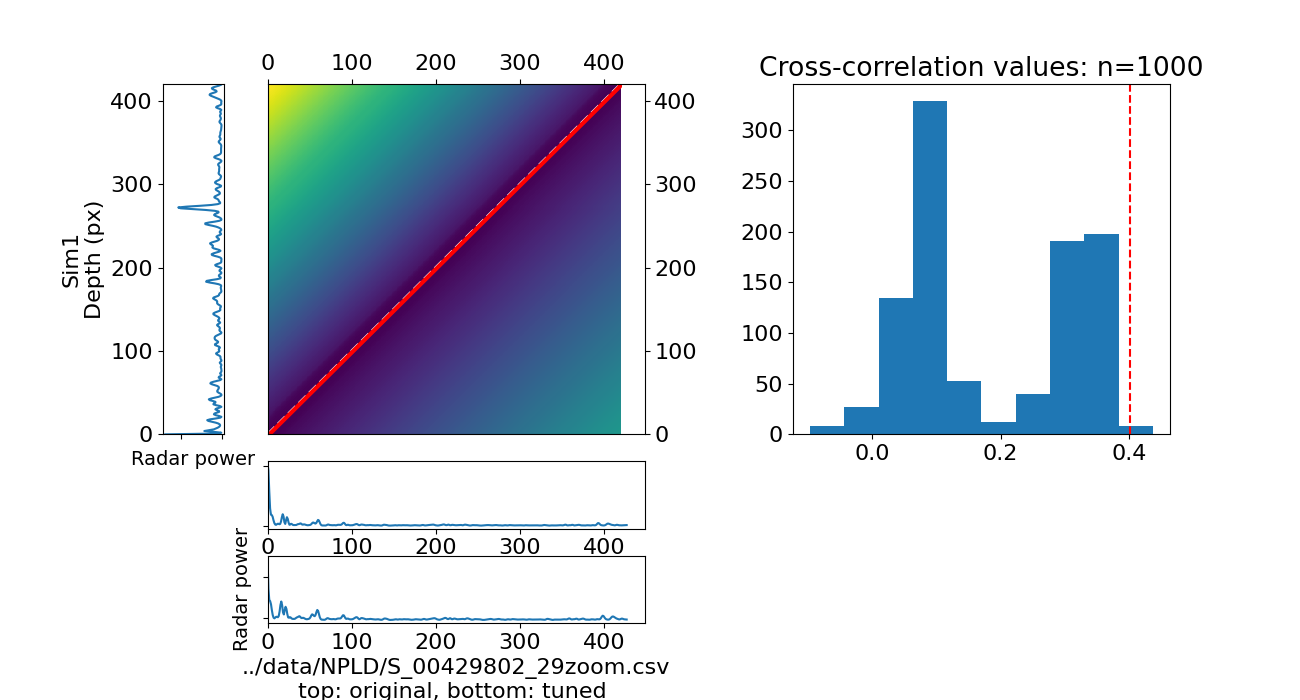 0 100 200 300 400
Cross-correlation values: n=1000
400
300
200
100
0
Sim1
Depth (px)
Radar power
400
300
200
100
0
300
250
200
150
100
50
0
0.0 0.2 0.4
0 100 200 300 400
Radar power
0 100 200 300 400
../data/NPLD/S_00429802_29zoom.csv
top: original, bottom: tuned